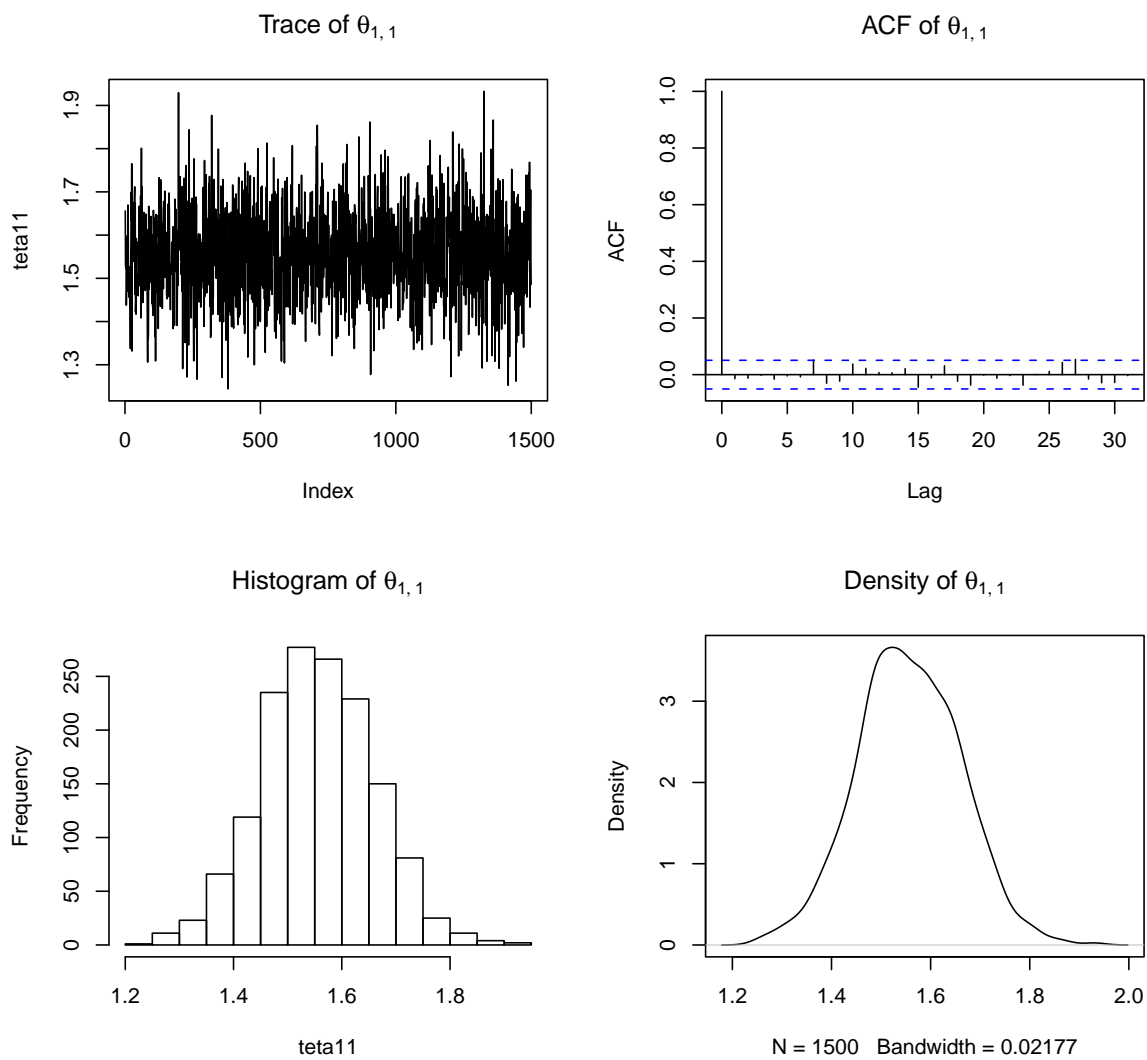 Trace of θ1, 1
teta11
1.3 1.5 1.7 1.9
0 500 1000 1500
Index
ACF of θ1, 1
ACF
0.0 0.2 0.4 0.6 0.8 1.0
0 5 10 15 20 25 30
Lag
Histogram of θ1, 1
Frequency
0 50 100 150 200 250
1.2 1.4 1.6 1.8
teta11
Density of θ1, 1
Density
0 1 2 3
1.2 1.4 1.6 1.8 2.0
N = 1500 Bandwidth = 0.02177